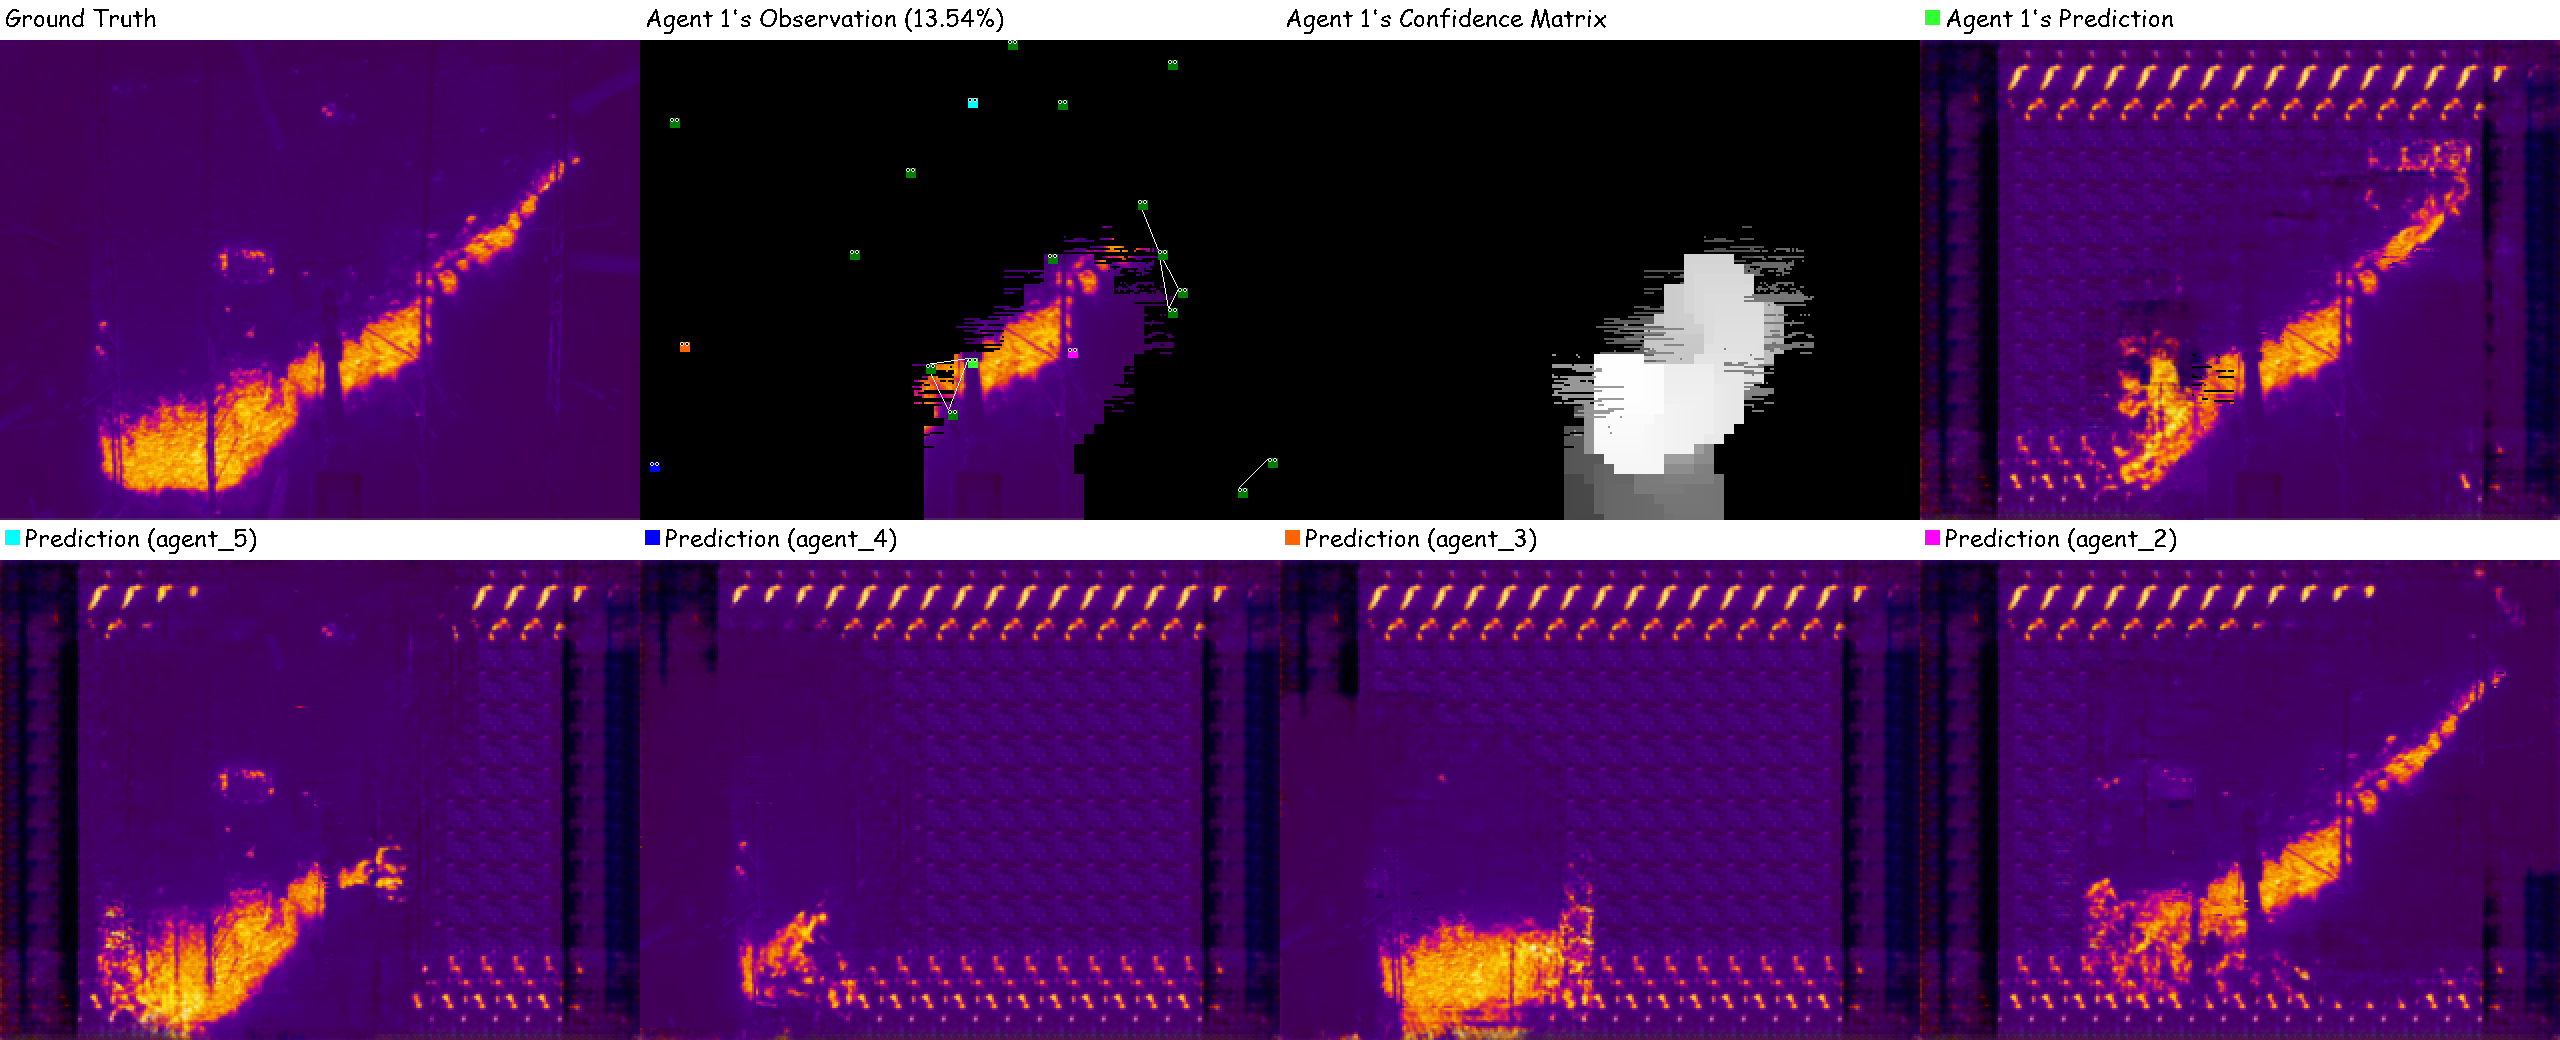 Ground Truth
Agent 1's Observation (13.54%)
Agent 1's Confidence Matrix
Agent 1's Prediction
Prediction (agent_5)
Prediction (agent_4)
Prediction (agent_3)
Prediction (agent_2)